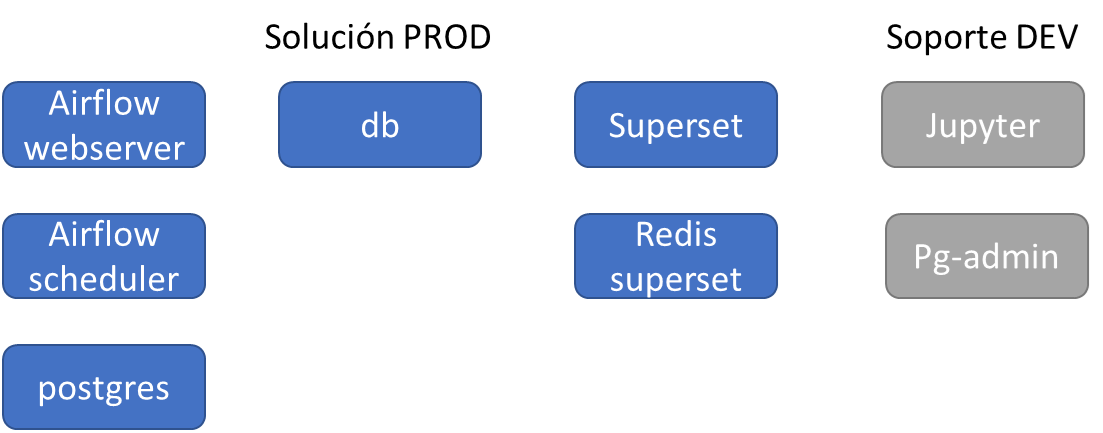 Solución PROD
Soporte DEV
Airflow
webserver
db
Superset
Jupyter
Airflow
scheduler
Redis
superset
Pg-admin
postgres